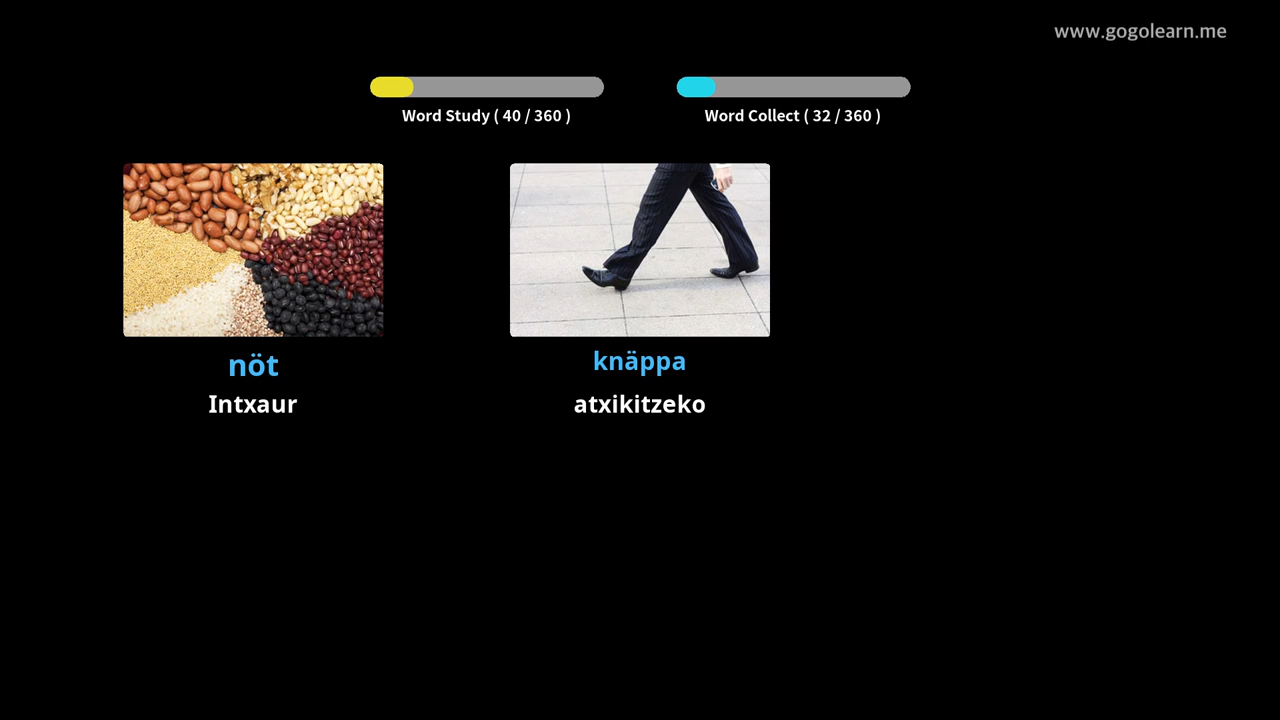 www.gogolearn.me
Word Study ( 40 / 360 )
Word Collect ( 32 / 360 )
nöt
Intxaur
knäppa
atxikitzeko